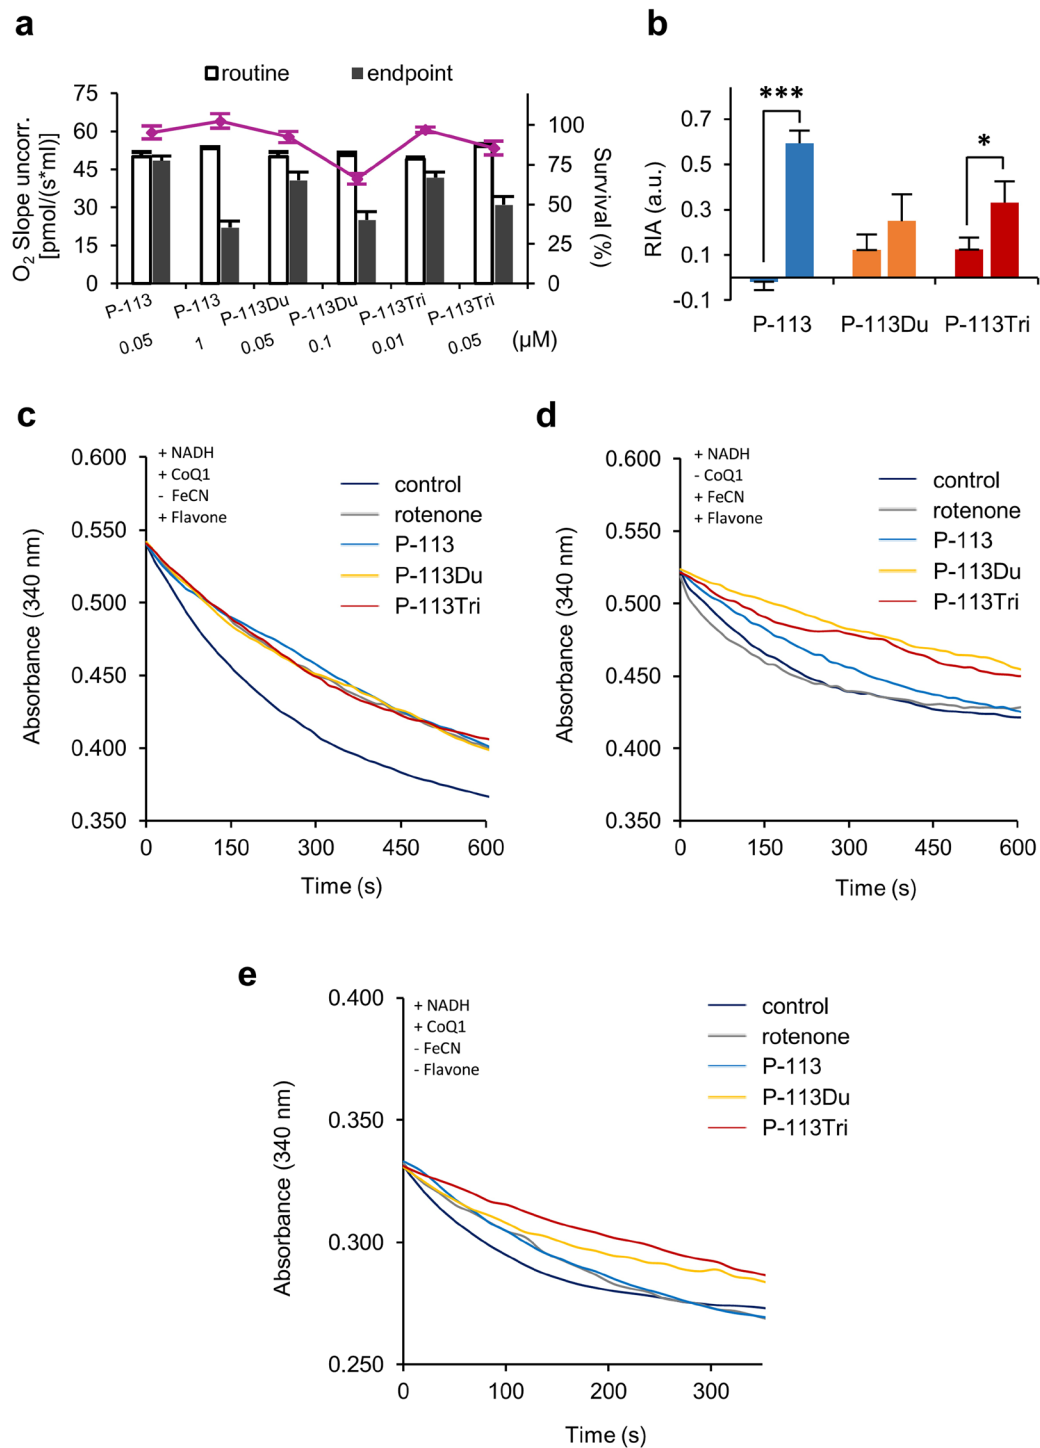 a
routine endpoint
O2 Slope uncorr.
[pmol/(s*ml)]
75
60
45
30
15
0
100
75
50
25
0
Survival (%)
P-113 P-113 P-113Du P-113Du P-113Tri P-113Tri
0.05 1 0.05 0.1 0.01 0.05 (µM)
b
RIA (a.u.)
0.7
0.5
0.3
0.1
-0.1
***
*
P-113 P-113Du P-113Tri
c
Absorbance (340 nm)
0.600
0.550
0.500
0.450
0.400
0.350
+ NADH
+ CoQ1
- FeCN
+ Flavone
control
rotenone
P-113
P-113Du
P-113Tri
0 150 300 450 600
Time (s)
d
Absorbance (340 nm)
0.600
0.550
0.500
0.450
0.400
0.350
+ NADH
- CoQ1
+ FeCN
+ Flavone
control
rotenone
P-113
P-113Du
P-113Tri
0 150 300 450 600
Time (s)
e
Absorbance (340 nm)
0.400
0.350
0.300
0.250
+ NADH
+ CoQ1
- FeCN
- Flavone
control
rotenone
P-113
P-113Du
P-113Tri
0 100 200 300
Time (s)